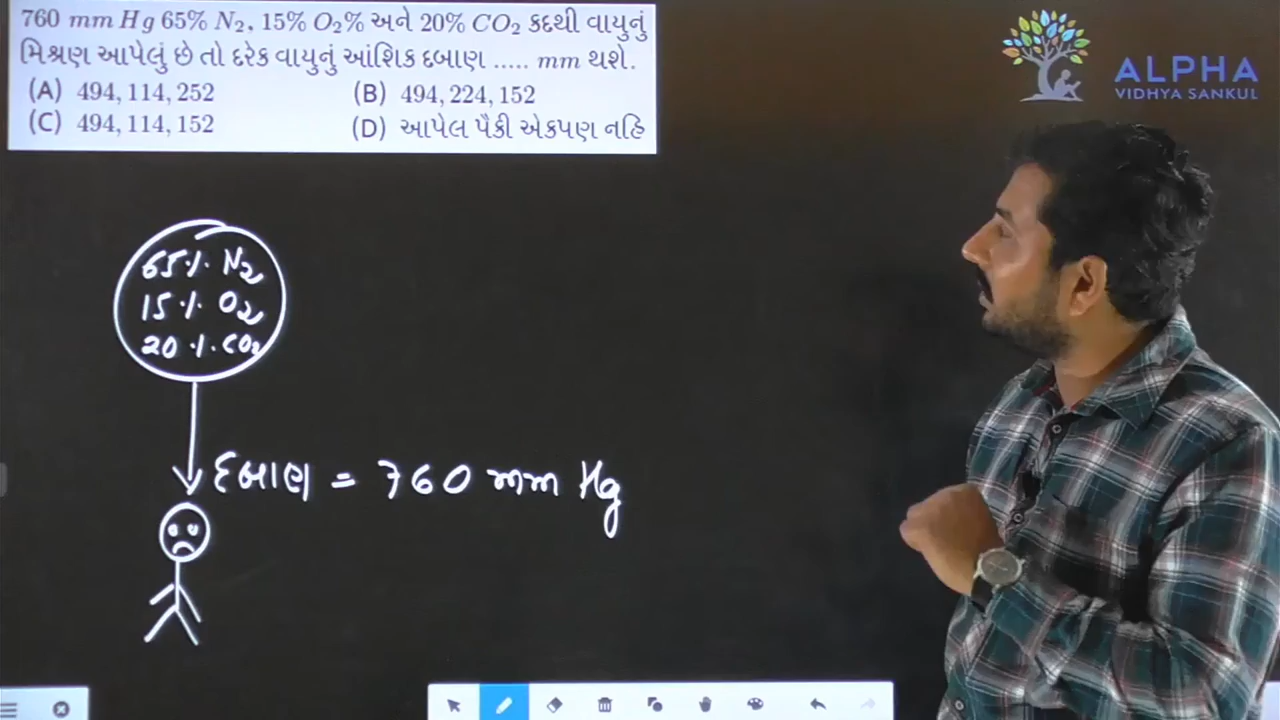 760 mm Hg 65% N₂, 15% O₂% અને 20% CO₂ કદથી વાયુનું
મિશ્રણ આપેલું છે તો દરેક વાયુનું આંશિક દબાણ ..... mm થશે.
(A) 494, 114, 252 (B) 494, 224, 152
(C) 494, 114, 152 (D) આપેલ પૈકી એકપણ નહિ
ALPHA
VIDHYA SANKUL
65% N₂
15% O₂
20% CO₂
દબાણ = 760 mm Hg